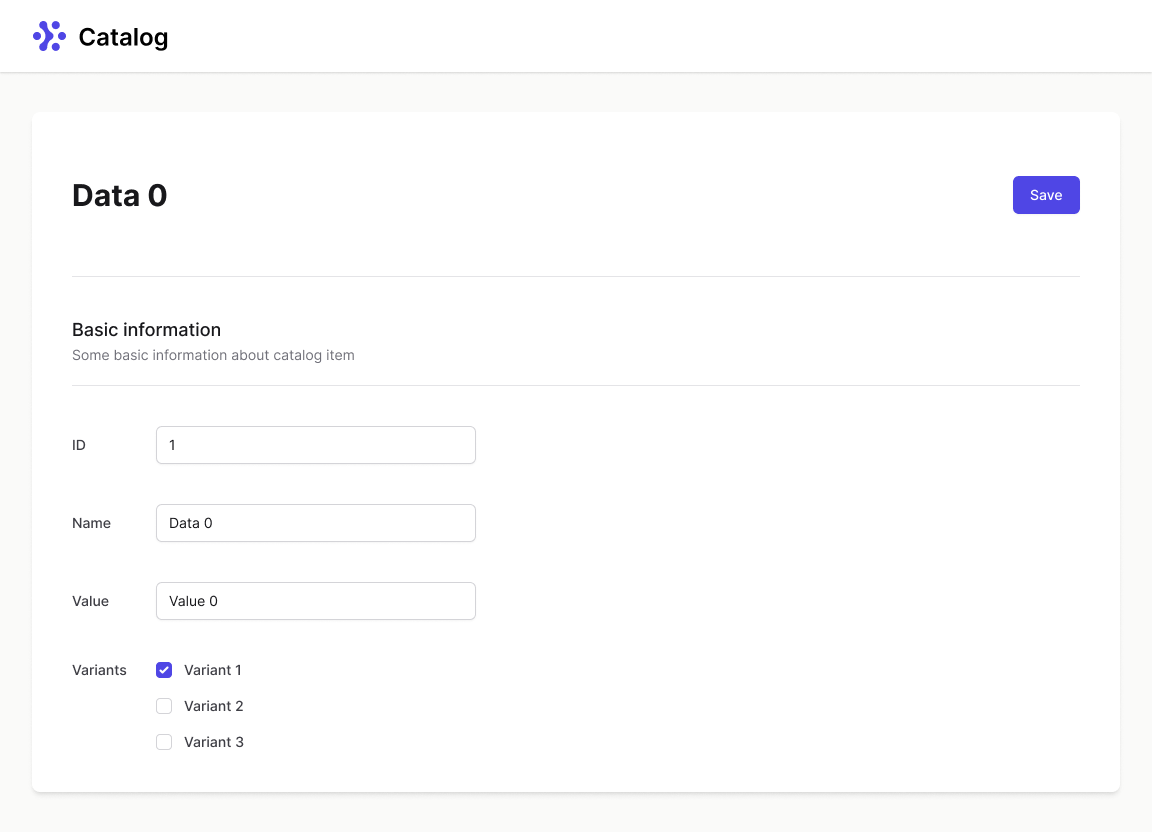 Catalog
Data 0
Save
Basic information
Some basic information about catalog item
ID
1
Name
Data 0
Value
Value 0
Variants
Variant 1
Variant 2
Variant 3